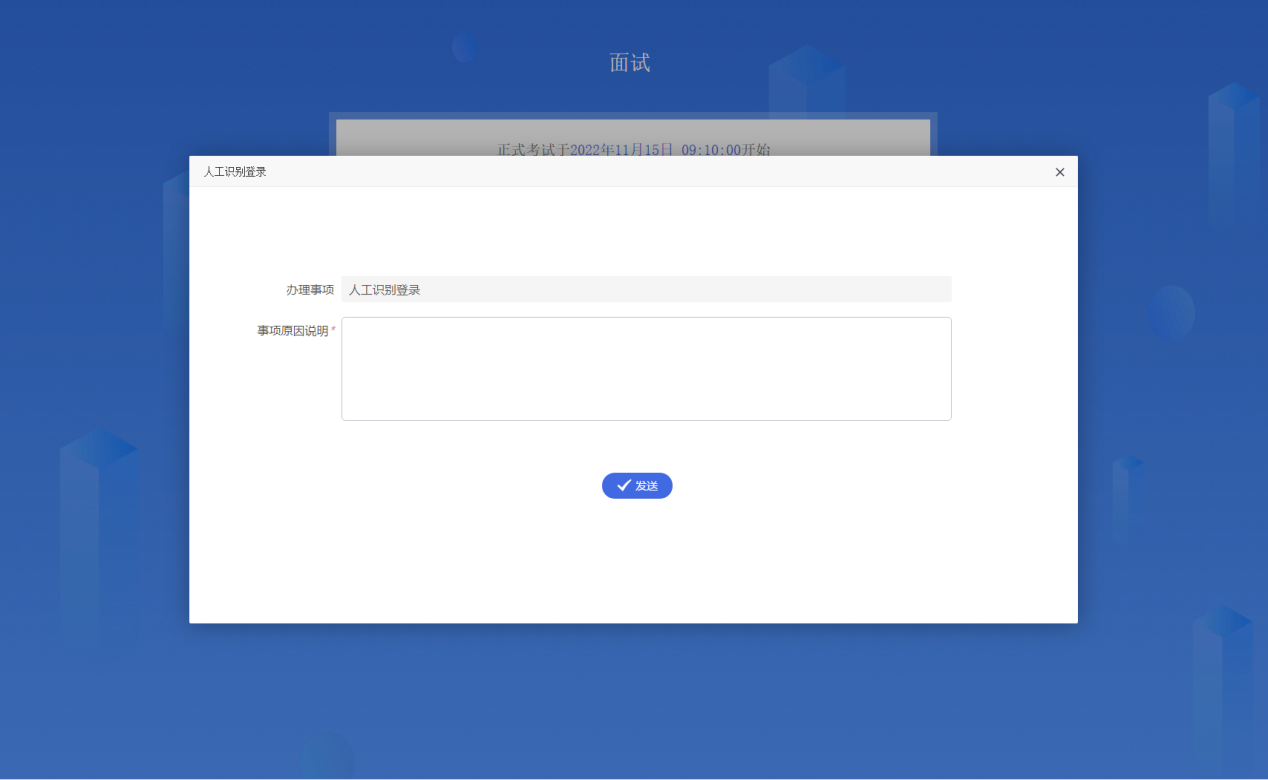 面试
正式考试于2022年11月15日 09:10:00开始
人工识别登录
办理事项 人工识别登录
事项原因说明*
发送